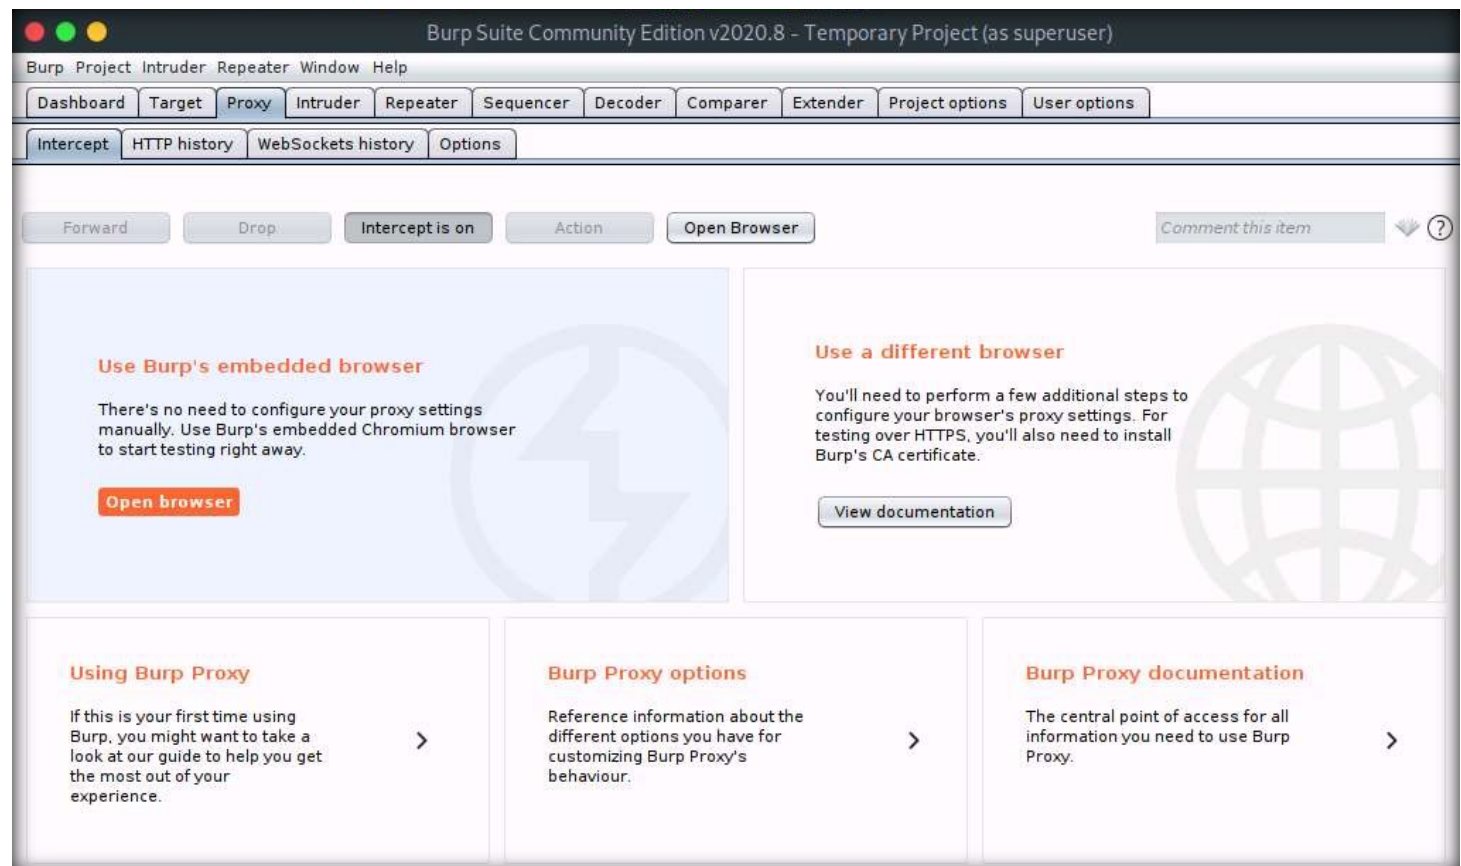 Burp Suite Community Edition v2020.8 - Temporary Project (as superuser)
Burp Project Intruder Repeater Window Help
Dashboard Target Proxy Intruder Repeater Sequencer Decoder Comparer Extender Project options User options
Intercept HTTP history WebSockets history Options
Forward Drop Intercept is on Action Open Browser Comment this item ?
Use Burp's embedded browser
There's no need to configure your proxy settings
manually. Use Burp's embedded Chromium browser
to start testing right away.
Open browser
Use a different browser
You'll need to perform a few additional steps to
configure your browser's proxy settings. For
testing over HTTPS, you'll also need to install
Burp's CA certificate.
View documentation
Using Burp Proxy
If this is your first time using
Burp, you might want to take a
look at our guide to help you get
the most out of your
experience.
Burp Proxy options
Reference information about the
different options you have for
customizing Burp Proxy's
behaviour.
Burp Proxy documentation
The central point of access for all
information you need to use Burp
Proxy.